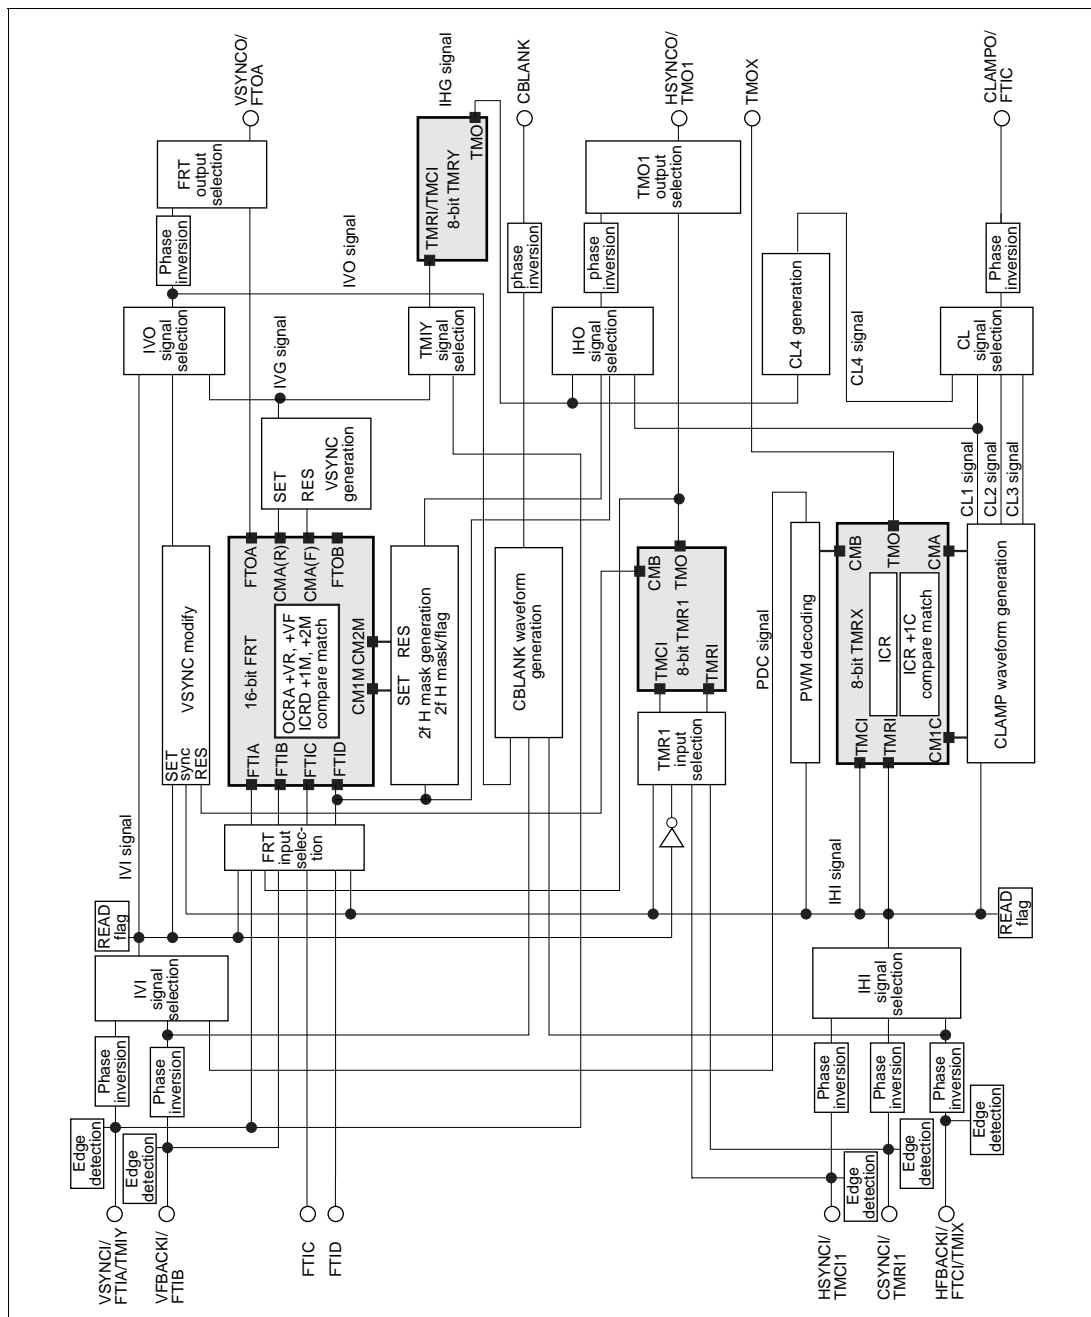 VSYNCI/
FTIA/TMIY
VFBACKI/
FTIB
FTIC
FTID
HSYNCI/
TMCI1
CSYNCI/
TMRI1
HFBACKI/
FTCI/TMIX
Edge
detection
Edge
detection
Edge
detection
Edge
detection
Edge
detection
Phase
inversion
Phase
inversion
Phase
inversion
Phase
inversion
Phase
inversion
IVI
signal
selection
IHI
signal
selection
READ
flag
READ
flag
IVI signal
IHI signal
FRT
input
selec-
tion
TMR1
input
selection
SET
sync
RES
VSYNC modify
FTIA
FTIB
FTIC
FTID
16-bit FRT
OCRA +VR, +VF
ICRD +1M, +2M
compare match
CM1M CM2M
FTOA
CMA(R)
CMA(F)
FTOB
SET RES
2f H mask generation
2f H mask/flag
CBLANK waveform
generation
TMCI
TMRI
8-bit TMR1
CMB
TMO
PDC signal
PWM decoding
TMCI
TMRI
8-bit TMRX
ICR
ICR +1C
compare match
CM1C
CMB
TMO
CMA
CLAMP waveform generation
SET
RES
VSYNC
generation
IVG signal
CL1 signal
CL2 signal
CL3 signal
IVO
signal
selection
TMIY
signal
selection
IHO
signal
selection
CL4 generation
CL4 signal
CL
signal
selection
Phase
inversion
IVO signal
TMRI/TMCI
8-bit TMRY
TMO
phase
inversion
phase
inversion
Phase
inversion
FRT
output
selection
TMO1
output
selection
IHG signal
VSYNCO/
FTOA
CBLANK
HSYNCO/
TMO1
TMOX
CLAMPO/
FTIC